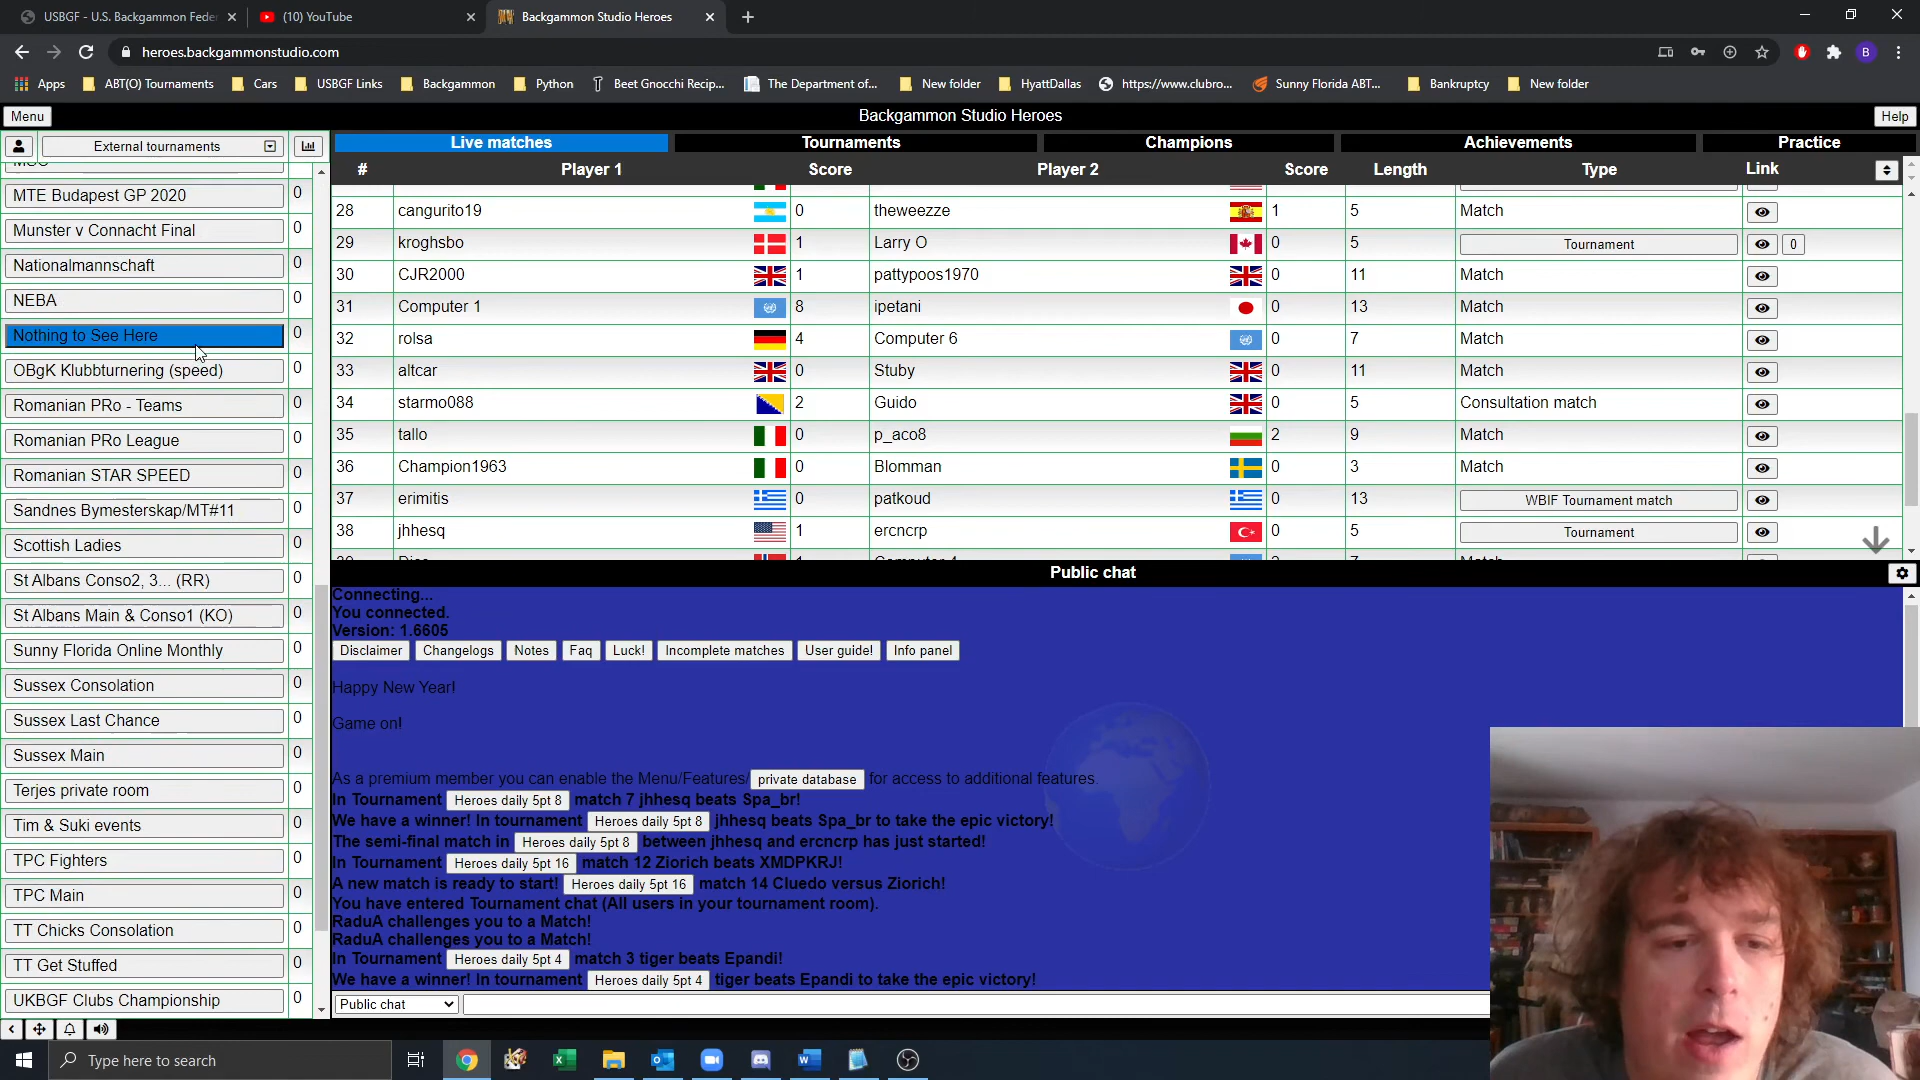 USBGF - U.S. Backgammon Feder
(10) YouTube
Backgammon Studio Heroes
heroes.backgammonstudio.com
B
Apps
ABT(O) Tournaments
Cars
USBGF Links
Backgammon
Python
Beet Gnocchi Recip...
The Department of...
New folder
HyattDallas
https://www.clubro...
Sunny Florida ABT...
Bankruptcy
New folder
Menu
Backgammon Studio Heroes
Help
External tournaments
Live matches
Tournaments
Champions
Achievements
Practice
# Player 1 Score Player 2 Score Length Type Link
MTE Budapest GP 2020 0
Munster v Connacht Final 0
Nationalmannschaft 0
NEBA 0
Nothing to See Here 0
OBgK Klubbturnering (speed) 0
Romanian PRo - Teams 0
Romanian PRo League 0
Romanian STAR SPEED 0
Sandnes Bymesterskap/MT#11 0
Scottish Ladies 0
St Albans Conso2, 3... (RR) 0
St Albans Main & Conso1 (KO) 0
Sunny Florida Online Monthly 0
Sussex Consolation 0
Sussex Last Chance 0
Sussex Main 0
Terjes private room 0
Tim & Suki events 0
TPC Fighters 0
TPC Main 0
TT Chicks Consolation 0
TT Get Stuffed 0
UKBGF Clubs Championship 0
28 cangurito19 0 theweezze 1 5 Match
29 kroghsbo 1 Larry O 0 5 Tournament 0
30 CJR2000 1 pattypoos1970 0 11 Match
31 Computer 1 8 ipetani 0 13 Match
32 rolsa 4 Computer 6 0 7 Match
33 altcar 0 Stuby 0 11 Match
34 starmo088 2 Guido 0 5 Consultation match
35 tallo 0 p_aco8 2 9 Match
36 Champion1963 0 Blomman 0 3 Match
37 erimitis 0 patkoud 0 13 WBIF Tournament match
38 jhhesq 1 ercncrp 0 5 Tournament
Public chat
Connecting...
You connected.
Version: 1.6605
Disclaimer Changelogs Notes Faq Luck! Incomplete matches User guide! Info panel
Happy New Year!
Game on!
As a premium member you can enable the Menu/Features/ private database for access to additional features.
In Tournament Heroes daily 5pt 8 match 7 jhhesq beats Spa_br!
We have a winner! In tournament Heroes daily 5pt 8 jhhesq beats Spa_br to take the epic victory!
The semi-final match in Heroes daily 5pt 8 between jhhesq and ercncrp has just started!
In Tournament Heroes daily 5pt 16 match 12 Ziorich beats XMDPKRJ!
A new match is ready to start! Heroes daily 5pt 16 match 14 Cluedo versus Ziorich!
You have entered Tournament chat (All users in your tournament room).
RaduA challenges you to a Match!
RaduA challenges you to a Match!
In Tournament Heroes daily 5pt 4 match 3 tiger beats Epandi!
We have a winner! In tournament Heroes daily 5pt 4 tiger beats Epandi to take the epic victory!
Public chat
Type here to search